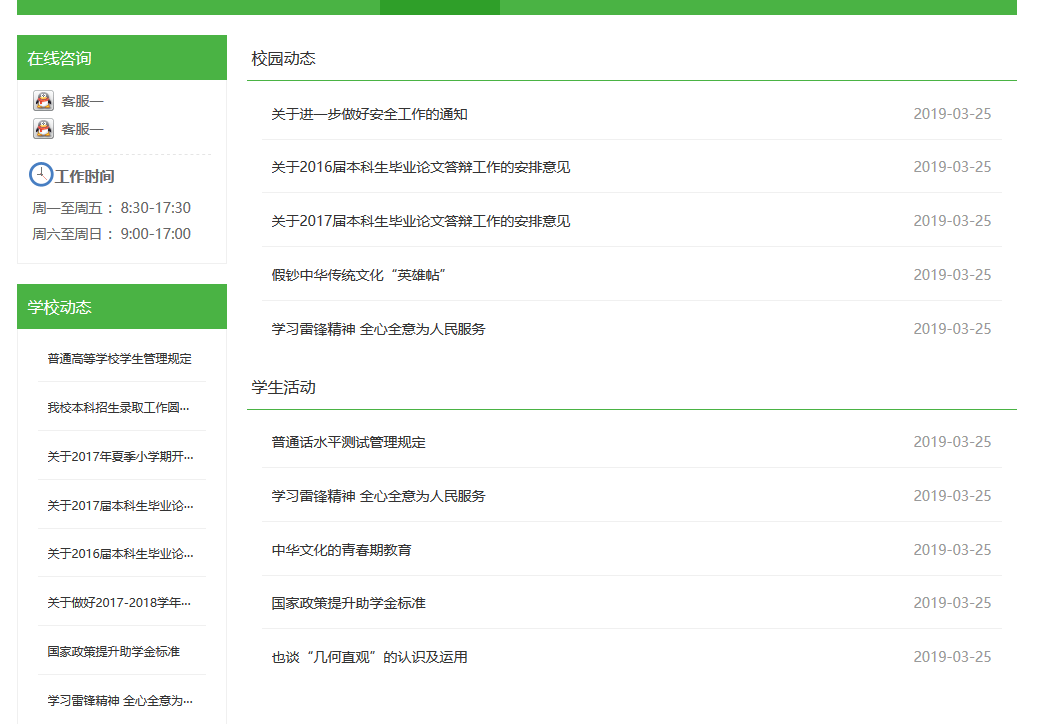 在线咨询
客服一
客服一
工作时间
周一至周五： 8:30-17:30
周六至周日： 9:00-17:00
学校动态
普通高等学校学生管理规定
我校本科招生录取工作圆···
关于2017年夏季小学期开···
关于2017届本科生毕业论···
关于2016届本科生毕业论···
关于做好2017-2018学年···
国家政策提升助学金标准
学习雷锋精神 全心全意为···
校园动态
关于进一步做好安全工作的通知 2019-03-25
关于2016届本科生毕业论文答辩工作的安排意见 2019-03-25
关于2017届本科生毕业论文答辩工作的安排意见 2019-03-25
假钞中华传统文化“英雄帖” 2019-03-25
学习雷锋精神 全心全意为人民服务 2019-03-25
学生活动
普通话水平测试管理规定 2019-03-25
学习雷锋精神 全心全意为人民服务 2019-03-25
中华文化的青春期教育 2019-03-25
国家政策提升助学金标准 2019-03-25
也谈“几何直观”的认识及运用 2019-03-25